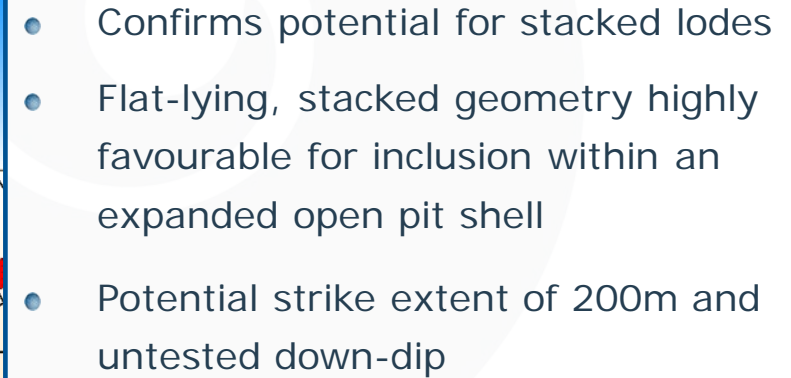 Confirms potential for stacked lodes
Flat-lying, stacked geometry highly
favourable for inclusion within an
expanded open pit shell
Potential strike extent of 200m and
untested down-dip